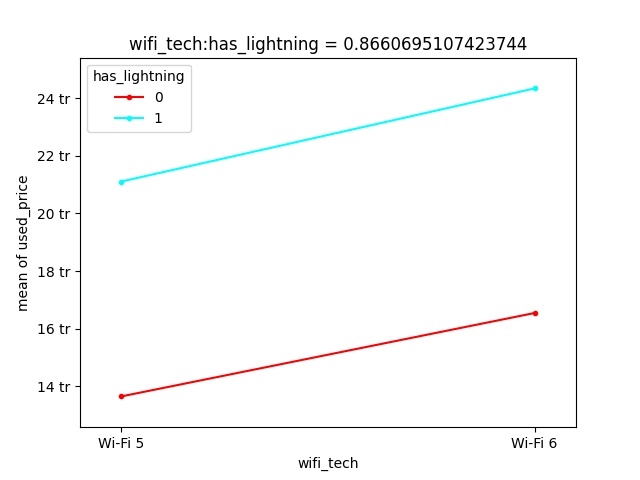 wifi_tech:has_lightning = 0.8660695107423744
has_lightning
0
1
mean of used_price
24 tr
22 tr
20 tr
18 tr
16 tr
14 tr
Wi-Fi 5
Wi-Fi 6
wifi_tech